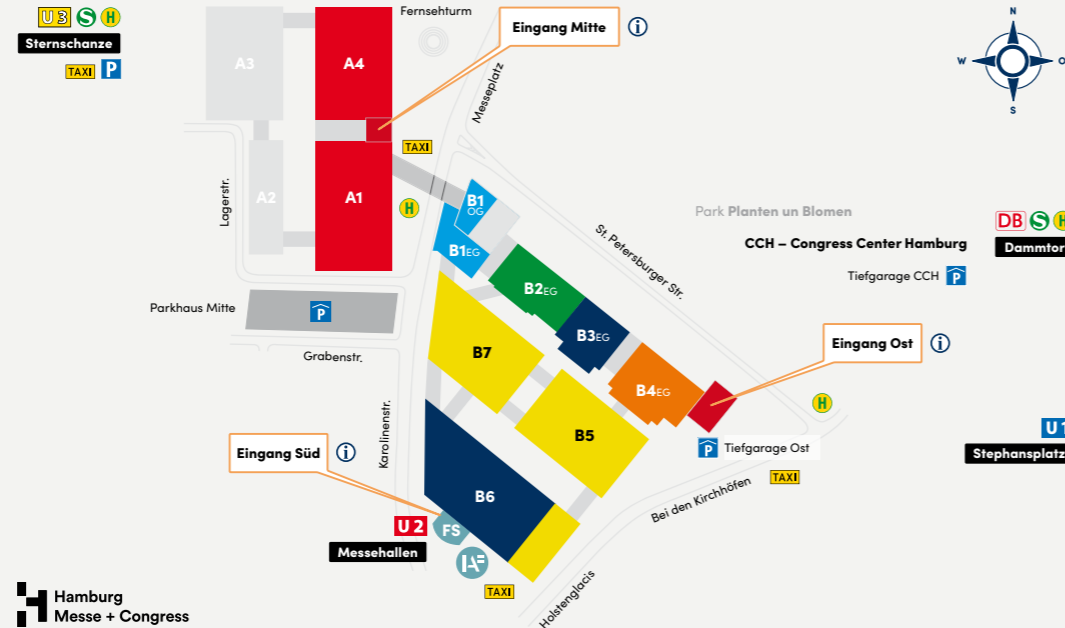 U3 S H
Sternschanze
TAXI P
Fernsehturm
Eingang Mitte i
N
W O
S
A3
A4
Messeplatz
TAXI
Lagerstr.
A2
A1
H
B1
OG
B1EG
Park Planten un Blomen
CCH – Congress Center Hamburg
DB S H
Dammtor
Tiefgarage CCH P
St. Petersburger Str.
B2EG
Parkhaus Mitte
P
B3EG
Eingang Ost i
Grabenstr.
B7
B4EG
H
Karolinenstr.
B5
U1
Stephansplatz
P Tiefgarage Ost
TAXI
Eingang Süd i
B6
Bei den Kirchhöfen
U2
Messehallen
FS
IAF
TAXI
Holstenglacis
Hamburg
Messe + Congress